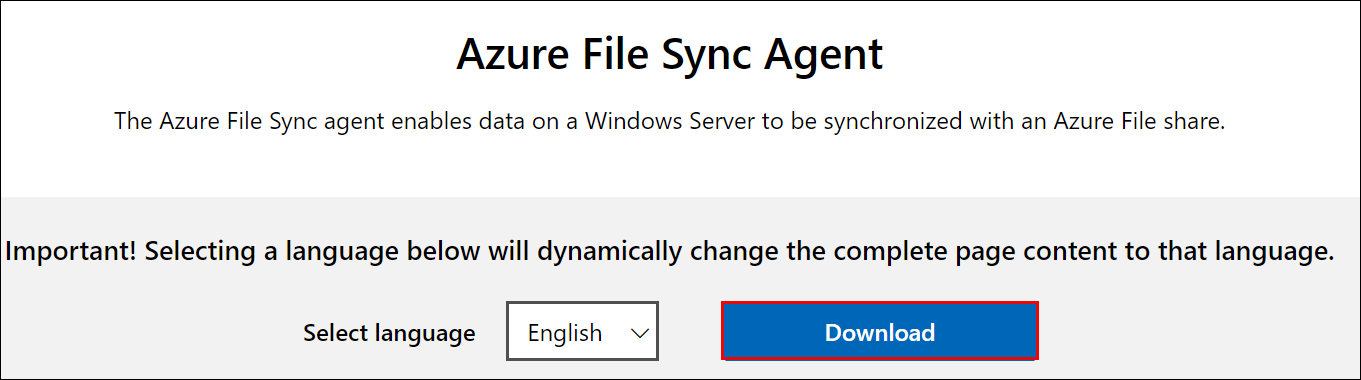 Azure File Sync Agent
The Azure File Sync agent enables data on a Windows Server to be synchronized with an Azure File share.
Important! Selecting a language below will dynamically change the complete page content to that language.
Select language English Download